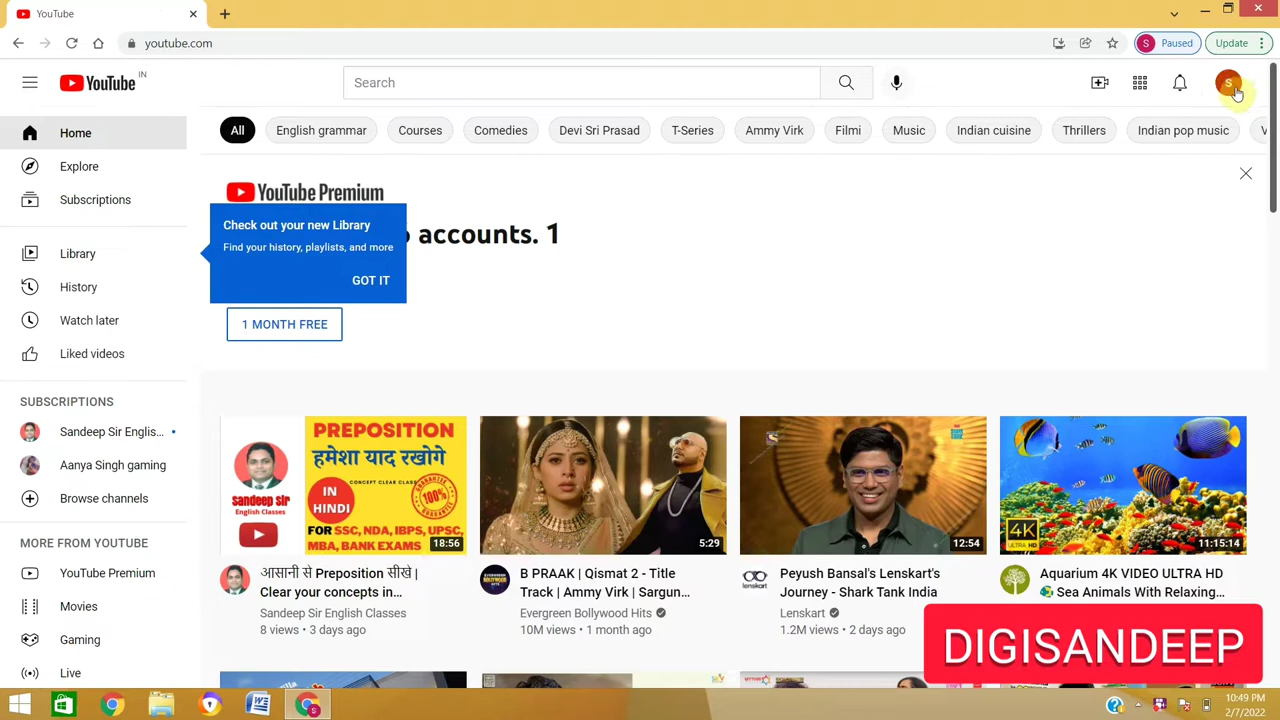 YouTube
youtube.com
S
Paused
Update
YouTube
IN
Search
S
All
English grammar
Courses
Comedies
Devi Sri Prasad
T-Series
Ammy Virk
Filmi
Music
Indian cuisine
Thrillers
Indian pop music
Home
Explore
Subscriptions
Library
History
Watch later
Liked videos
SUBSCRIPTIONS
Sandeep Sir Englis...
Aanya Singh gaming
Browse channels
MORE FROM YOUTUBE
YouTube Premium
Movies
Gaming
Live
YouTube Premium
accounts. 1
Check out your new Library
Find your history, playlists, and more
GOT IT
1 MONTH FREE
PREPOSITION
हमेशा याद रखोगे
CONCEPT CLEAR CLASS
100%
IN
HINDI
FOR SSC, NDA, IBPS, UPSC,
MBA, BANK EXAMS
sandeep sir
English Classes
18:56
आसानी से Preposition सीखे |
Clear your concepts in...
Sandeep Sir English Classes
8 views • 3 days ago
5:29
B PRAAK | Qismat 2 - Title
Track | Ammy Virk | Sargun...
Evergreen Bollywood Hits
10M views • 1 month ago
12:54
lenskart
Peyush Bansal's Lenskart's
Journey - Shark Tank India
Lenskart
1.2M views • 2 days ago
4K
ULTRA HD
11:15:14
Aquarium 4K VIDEO ULTRA HD
Sea Animals With Relaxing...
DIGISANDEEP
10:49 PM
2/7/2022